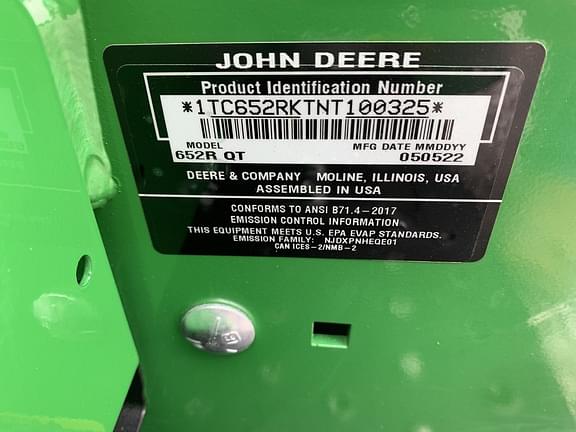 JOHN DEERE
Product Identification Number
*1TC652RKTNT100325*
MODEL MFG DATE MMDDYY
652R QT 050522
DEERE & COMPANY MOLINE, ILLINOIS, USA
ASSEMBLED IN USA
CONFORMS TO ANSI B71.4-2017
EMISSION CONTROL INFORMATION
THIS EQUIPMENT MEETS U.S. EPA EVAP STANDARDS.
EMISSION FAMILY: NJDXPNHEQE01
CAN ICES-2/NMB-2